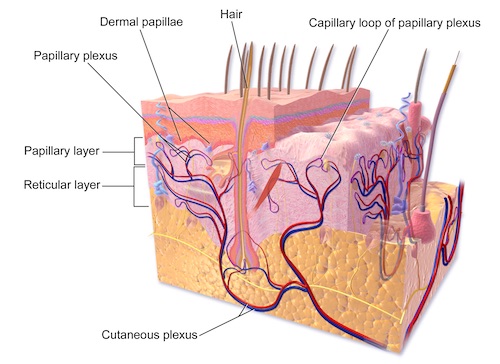 Hair
Dermal papillae
Capillary loop of papillary plexus
Papillary plexus
Papillary layer
Reticular layer
Cutaneous plexus